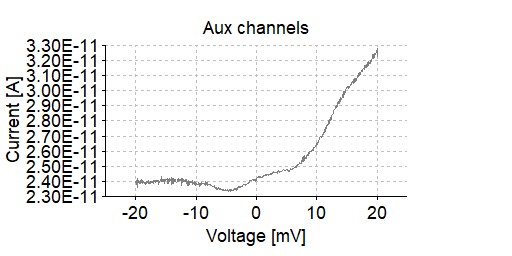 Aux channels
Current [A]
3.30E-11
3.20E-11
3.10E-11
3.00E-11
2.90E-11
2.80E-11
2.70E-11
2.60E-11
2.50E-11
2.40E-11
2.30E-11
-20 -10 0 10 20
Voltage [mV]